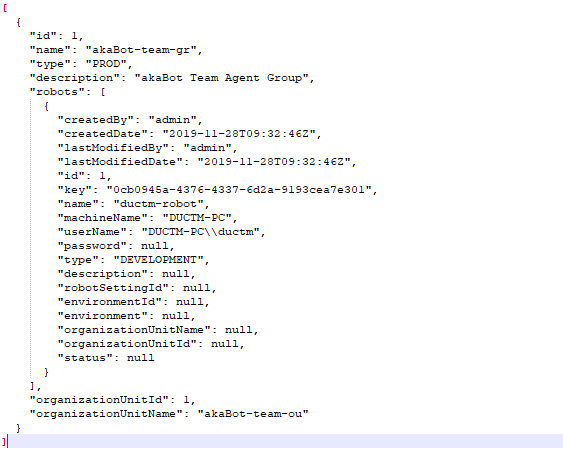 [
  {
    "id": 1,
    "name": "akaBot-team-gr",
    "type": "PROD",
    "description": "akaBot Team Agent Group",
    "robots": [
      {
        "createdBy": "admin",
        "createdDate": "2019-11-28T09:32:46Z",
        "lastModifiedBy": "admin",
        "lastModifiedDate": "2019-11-28T09:32:46Z",
        "id": 1,
        "key": "0cb0945a-4376-4337-6d2a-9193cea7e301",
        "name": "ductm-robot",
        "machineName": "DUCTM-PC",
        "userName": "DUCTM-PC\\ductm",
        "password": null,
        "type": "DEVELOPMENT",
        "description": null,
        "robotSettingId": null,
        "environmentId": null,
        "environment": null,
        "organizationUnitName": null,
        "organizationUnitId": null,
        "status": null
      }
    ],
    "organizationUnitId": 1,
    "organizationUnitName": "akaBot-team-ou"
  }
]